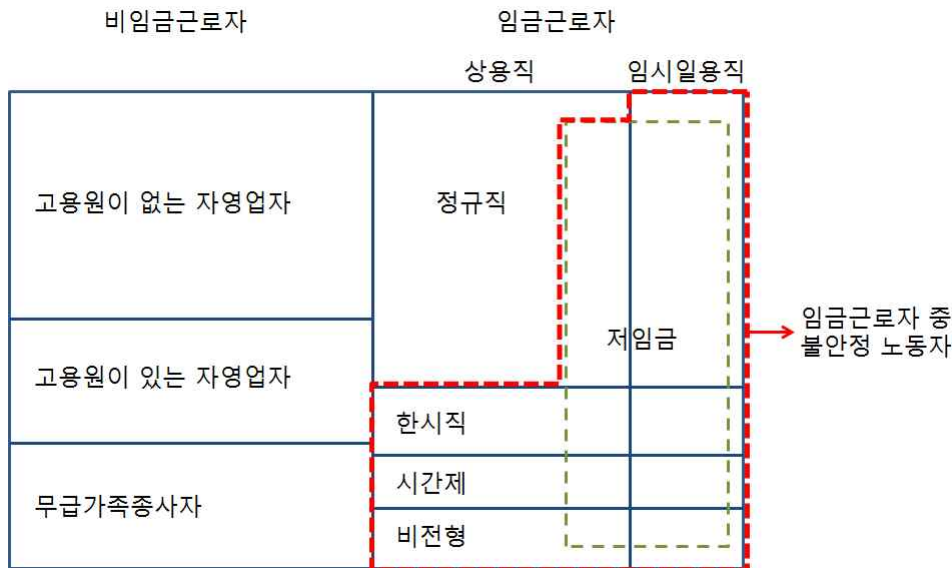 비임금근로자
임금근로자
상용직
임시일용직
고용원이 없는 자영업자
정규직
저임금
임금근로자 중
불안정 노동자
고용원이 있는 자영업자
한시직
시간제
무급가족종사자
비전형